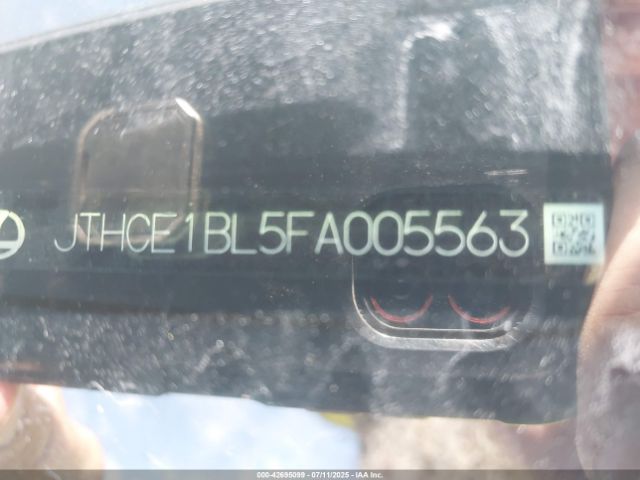 JTHCE1BL5FA005563
000-42695099 - 07/11/2025 - IAA Inc.